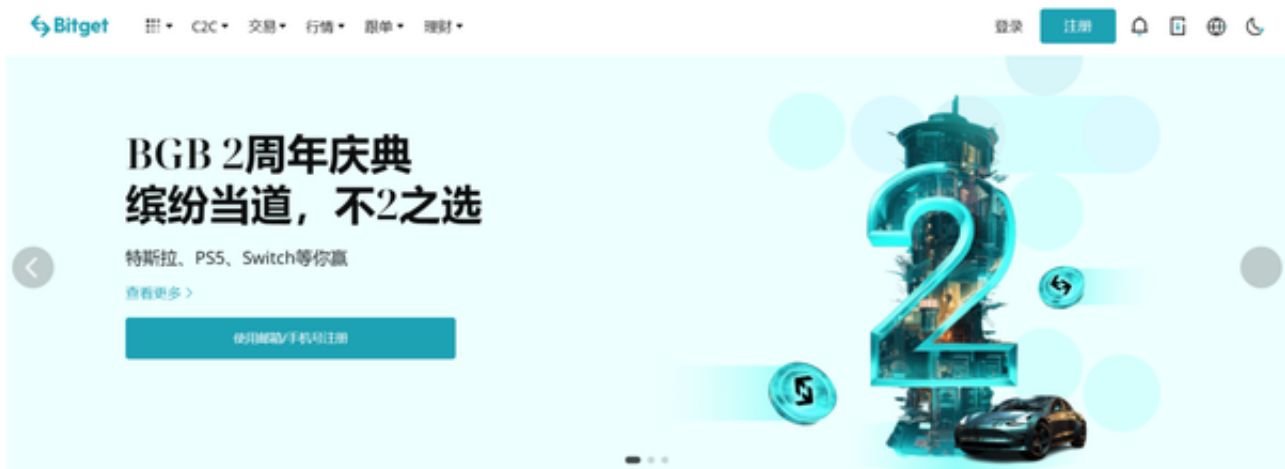 Bitget
C2C 交易 行情 跟单 理财
登录 注册
BGB 2周年庆典
缤纷当道，不2之选
特斯拉、PS5、Switch等你赢
查看更多
使用邮箱/手机号注册
2